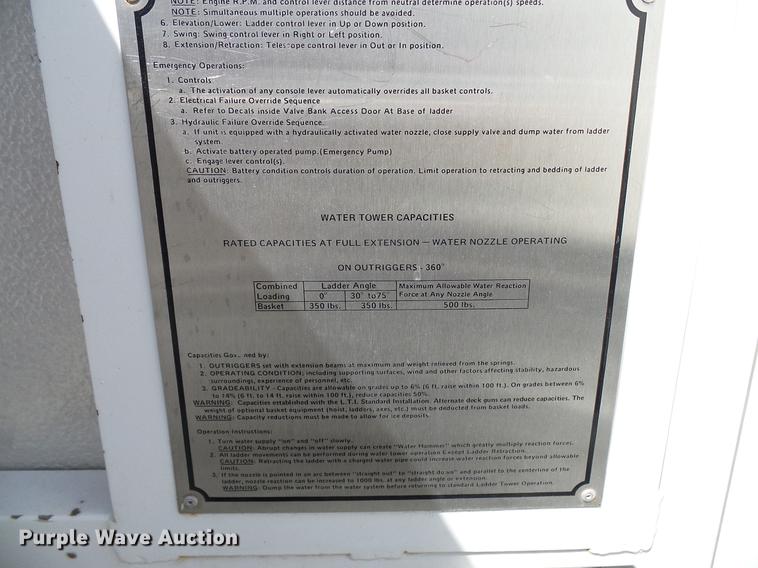 NOTE: Engine R.P.M. and control lever distance from neutral determine operation(s) speeds.
NOTE: Simultaneous multiple operations should be avoided.
6. Elevation/Lower: Ladder control lever in Up or Down position.
7. Swing: Swing control lever in Right or Left position.
8. Extension/Retraction: Telescope control lever in Out or In position.
Emergency Operations:
1. Controls
a. The activation of any console lever automatically overrides all basket controls.
2. Electrical Failure Override Sequence
a. Refer to Decals inside Valve Bank Access Door At Base of ladder
3. Hydraulic Failure Override Sequence.
a. If unit is equipped with a hydraulically activated water nozzle, close supply valve and dump water from ladder
system.
b. Activate battery operated pump.(Emergency Pump)
c. Engage lever control(s).
CAUTION: Battery condition controls duration of operation. Limit operation to retracting and bedding of ladder
and outriggers.
WATER TOWER CAPACITIES
RATED CAPACITIES AT FULL EXTENSION — WATER NOZZLE OPERATING
ON OUTRIGGERS - 360°
Combined Ladder Angle Maximum Allowable Water Reaction
Loading 0° 30° to75° Force at Any Nozzle Angle
Basket 350 lbs. 350 lbs. 500 lbs.
Capacities Governed by:
1. OUTRIGGERS set with extension beams at maximum and weight relieved from the springs.
2. OPERATING CONDITION; including supporting surfaces, wind and other factors affecting stability, hazardous
surroundings, experience of personnel, etc.
3. GRADEABILITY - Capacities are allowable on grades up to 6% (6 ft. raise within 100 ft.). On grades between 6%
to 14% (6 ft. to 14 ft. raise within 100 ft.), reduce capacities 50%.
WARNING: Capacities established with the L.T.I. Standard Installation. Alternate deck guns can reduce capacities. The
weight of optional basket equipment (hoist, ladders, axes, etc.) must be deducted from basket loads.
WARNING: Capacity reductions must be made to allow for ice deposits.
Operation Instructions:
1. Turn water supply "on" and "off" slowly.
CAUTION: Abrupt changes in water supply can create "Water Hammer" which greatly multiply reaction forces.
2. All ladder movements can be performed during water tower operation Except Ladder Retraction.
CAUTION: Retracting the ladder with a charged water pipe could increase water reaction forces beyond allowable
limits.
3. If the nozzle is pointed in an arc between "straight out" to "straight down" and parallel to the centerline of the
ladder, nozzle reaction can be increased to 1000 lbs. at any ladder angle or extension.
WARNING: Dump the water from the water system before returning to standard Ladder Tower Operation.
Purple Wave Auction